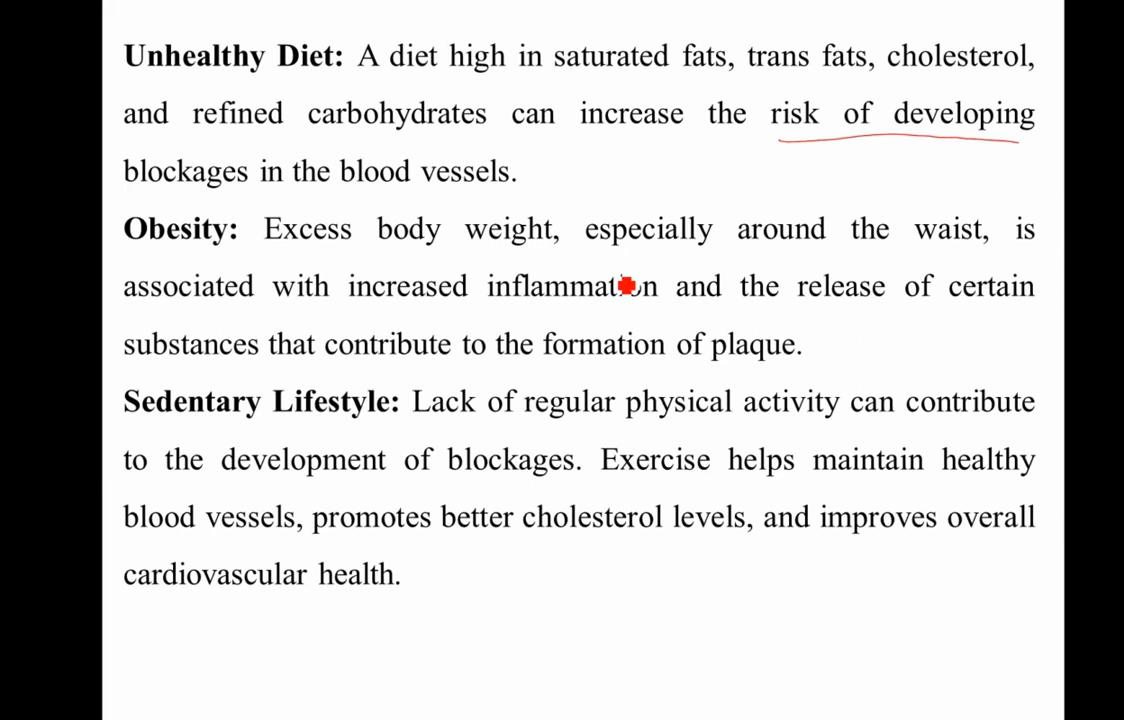 Unhealthy Diet: A diet high in saturated fats, trans fats, cholesterol,
and refined carbohydrates can increase the risk of developing
blockages in the blood vessels.
Obesity: Excess body weight, especially around the waist, is
associated with increased inflammation and the release of certain
substances that contribute to the formation of plaque.
Sedentary Lifestyle: Lack of regular physical activity can contribute
to the development of blockages. Exercise helps maintain healthy
blood vessels, promotes better cholesterol levels, and improves overall
cardiovascular health.